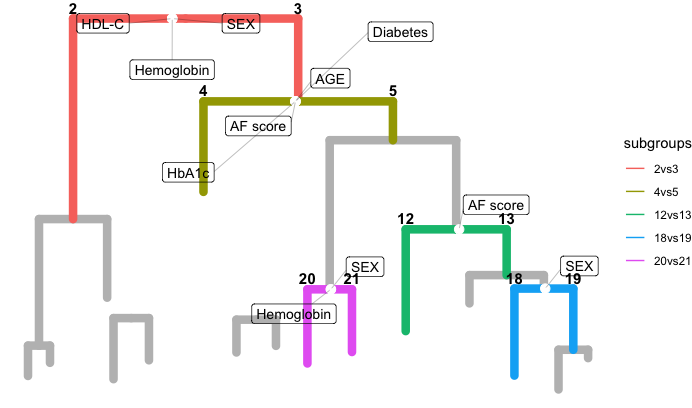 2
3
HDL-C
SEX
Diabetes
Hemoglobin
AGE
4
5
AF score
HbA1c
subgroups
2vs3
4vs5
12vs13
18vs19
20vs21
AF score
12
13
SEX
SEX
20
21
18
19
Hemoglobin